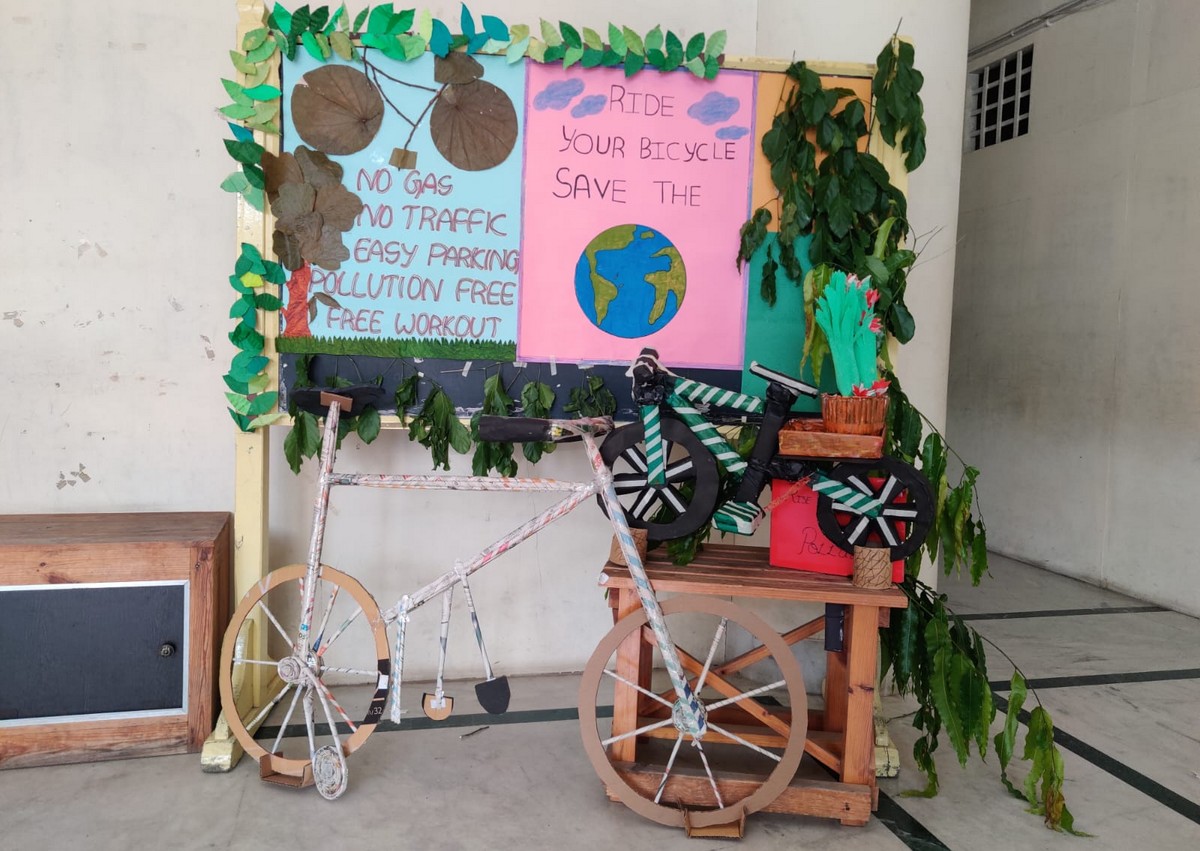 NO GAS
NO TRAFFIC
EASY PARKING
POLLUTION FREE
FREE WORKOUT
RIDE
YOUR BICYCLE
SAVE THE